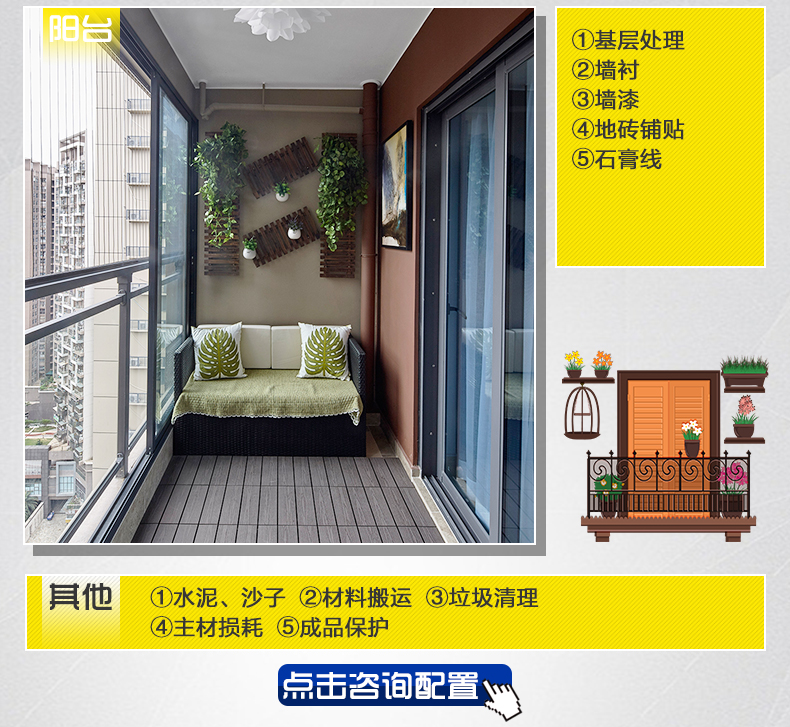 阳台
①基层处理
②墙衬
③墙漆
④地砖铺贴
⑤石膏线
其他
①水泥、沙子 ②材料搬运 ③垃圾清理
④主材损耗 ⑤成品保护
点击咨询配置